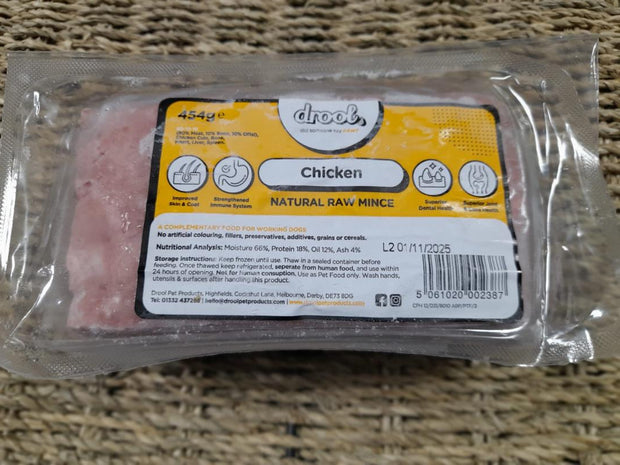 454g e
drool.
did someone say PAWS?
(80% Meat, 10% Bone, 10% Offal),
Chicken
NATURAL RAW MINCE
Improved
Skin & Coat
Strengthened
Immune System
Superior
Dental Health
Superior Joint
& Bone Health
A COMPLEMENTARY FOOD FOR WORKING DOGS
No artificial colouring, fillers, preservatives, additives, grains or cereals.
Nutritional Analysis: Moisture 66%, Protein 18%, Oil 12%, Ash 4%
L2 01/11/2025
Storage instructions: Keep frozen until use. Thaw in a sealed container before
feeding. Once thawed keep refrigerated, seperate from human food, and use within
24 hours of opening. Not for human consuption. Use as Pet Food only. Wash hands,
utensils & surfaces after handling this product.
Drool Pet Products, Highfields, Coxshut Lane, Melbourne, Derby, DE73 8DG
Tel: 01332 437288 | hello@droolpetproducts.com |
5 061020 002387